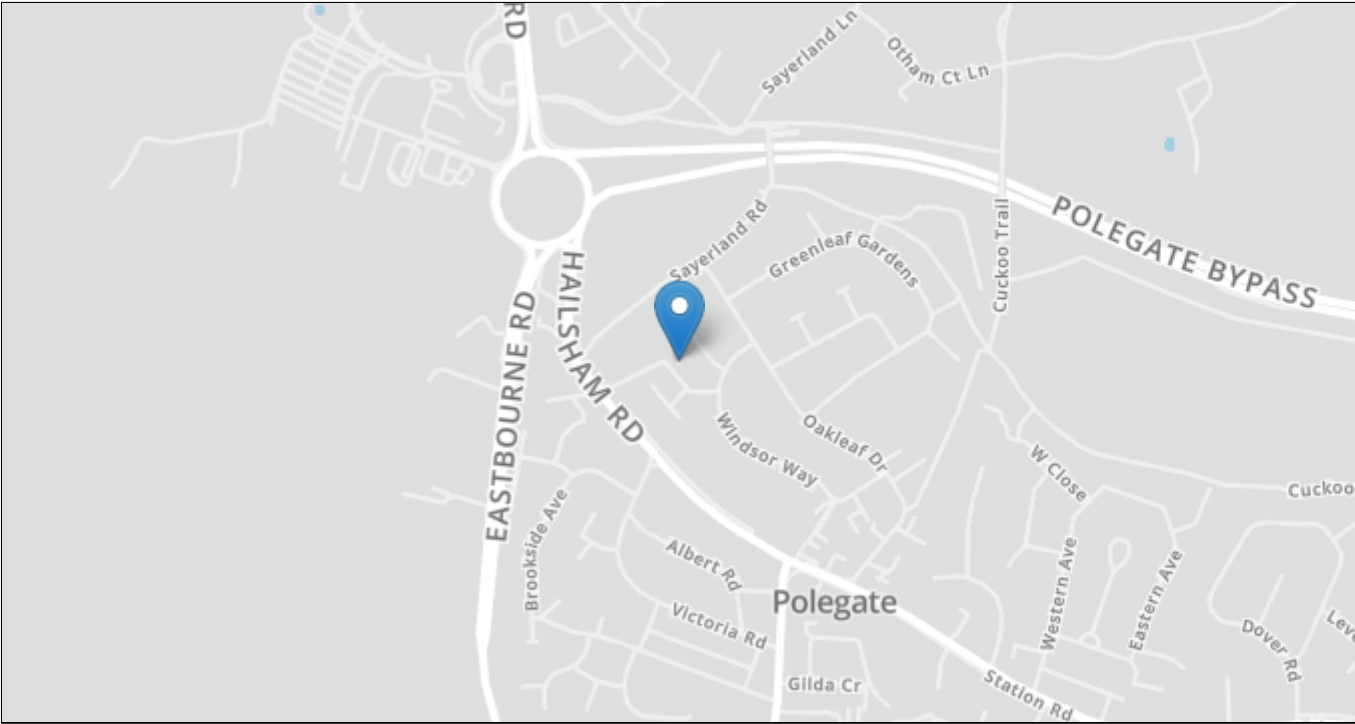 RD
Sayerland Ln
Otham Ct Ln
POLEGATE BYPASS
Cuckoo Trail
Sayerland Rd
Greenleaf Gardens
HAILSHAM RD
EASTBOURNE RD
Windsor Way
Oakleaf Dr
W Close
Cuckoo
Brookside Ave
Albert Rd
Western Ave
Eastern Ave
Polegate
Victoria Rd
Dover Rd
Leve
Gilda Cr
Station Rd